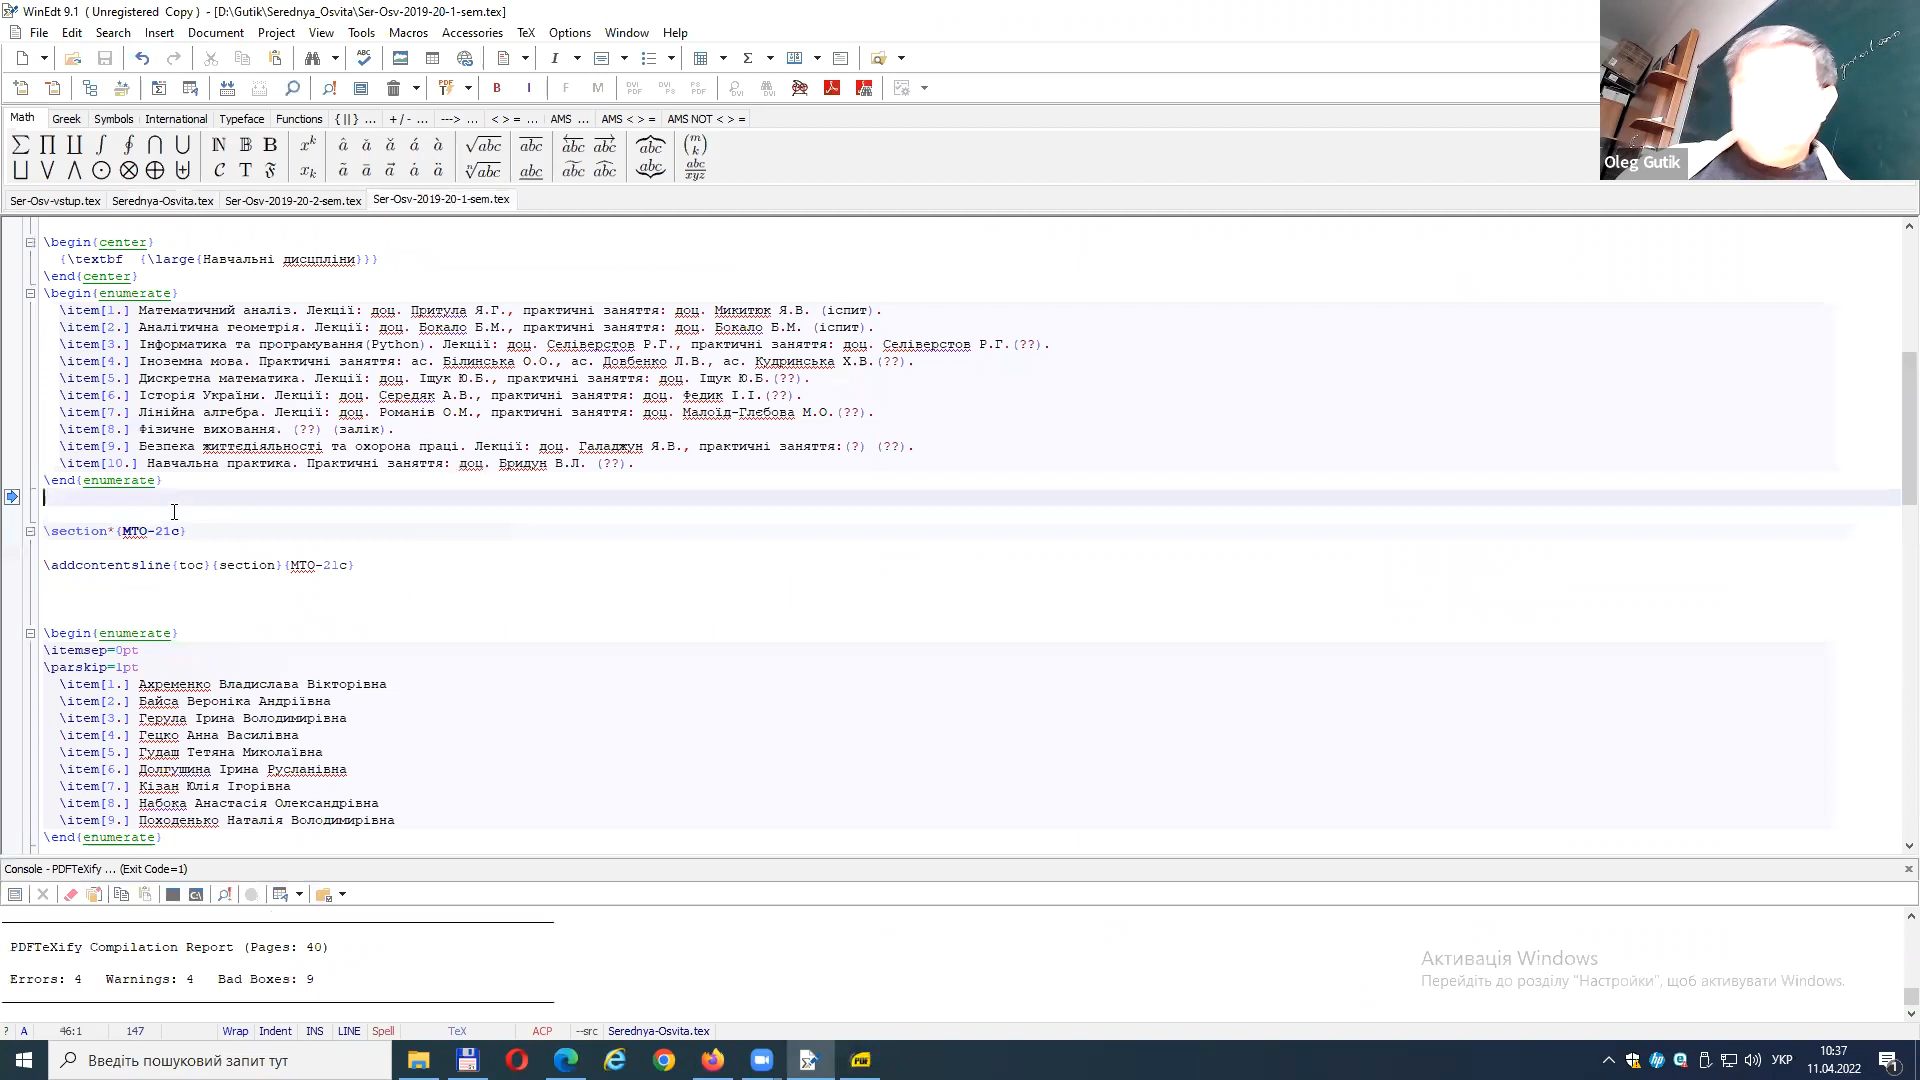 WinEdt 9.1 ( Unregistered Copy ) - [D:\Gutik\Serednya_Osvita\Ser-Osv-2019-20-1-sem.tex]
File Edit Search Insert Document Project View Tools Macros Accessories TeX Options Window Help
Math Greek Symbols International Typeface Functions { || } ... + / - ... ---> ... < > = ... AMS ... AMS < > = AMS NOT < > =
Oleg Gutik
Ser-Osv-vstup.tex Serednya-Osvita.tex Ser-Osv-2019-20-2-sem.tex Ser-Osv-2019-20-1-sem.tex
\begin{center}
{\textbf {\large{Навчальні дисцпліни}}}
\end{center}
\begin{enumerate}
\item[1.] Математичний аналіз. Лекції: доц. Притула Я.Г., практичні заняття: доц. Микитюк Я.В. (іспит).
\item[2.] Аналітична геометрія. Лекції: доц. Бокало Б.М., практичні заняття: доц. Бокало Б.М. (іспит).
\item[3.] Інформатика та програмування(Python). Лекції: доц. Селіверстов Р.Г., практичні заняття: доц. Селіверстов Р.Г.(??).
\item[4.] Іноземна мова. Практичні заняття: ас. Білинська О.О., ас. Довбенко Л.В., ас. Кудринська Х.В.(??).
\item[5.] Дискретна математика. Лекції: доц. Іщук Ю.Б., практичні заняття: доц. Іщук Ю.Б.(??).
\item[6.] Історія України. Лекції: доц. Середяк А.В., практичні заняття: доц. Федик І.І.(??).
\item[7.] Лінійна алгебра. Лекції: доц. Романів О.М., практичні заняття: доц. Малоїд-Глєбова М.О.(??).
\item[8.] Фізичне виховання. (??) (залік).
\item[9.] Безпека життєдіяльності та охорона праці. Лекції: доц. Галаджун Я.В., практичні заняття:(?) (??).
\item[10.] Навчальна практика. Практичні заняття: доц. Бридун В.Л. (??).
\end{enumerate}
\section*{МТО-21с}
\addcontentsline{toc}{section}{МТО-21с}
\begin{enumerate}
\itemsep=0pt
\parskip=1pt
\item[1.] Ахременко Владислава Вікторівна
\item[2.] Байса Вероніка Андріївна
\item[3.] Герула Ірина Володимирівна
\item[4.] Гецко Анна Василівна
\item[5.] Гудаш Тетяна Миколаївна
\item[6.] Долгушина Ірина Русланівна
\item[7.] Кізан Юлія Ігорівна
\item[8.] Набока Анастасія Олександрівна
\item[9.] Походенько Наталія Володимирівна
\end{enumerate}
Console - PDFTeXify ... (Exit Code=1)
PDFTeXify Compilation Report (Pages: 40)
Errors: 4 Warnings: 4 Bad Boxes: 9
Активація Windows
Перейдіть до розділу "Настройки", щоб активувати Windows.
? A 46:1 147 Wrap Indent INS LINE Spell TeX ACP --src Serednya-Osvita.tex
Введіть пошуковий запит тут
УКР
10:37
11.04.2022